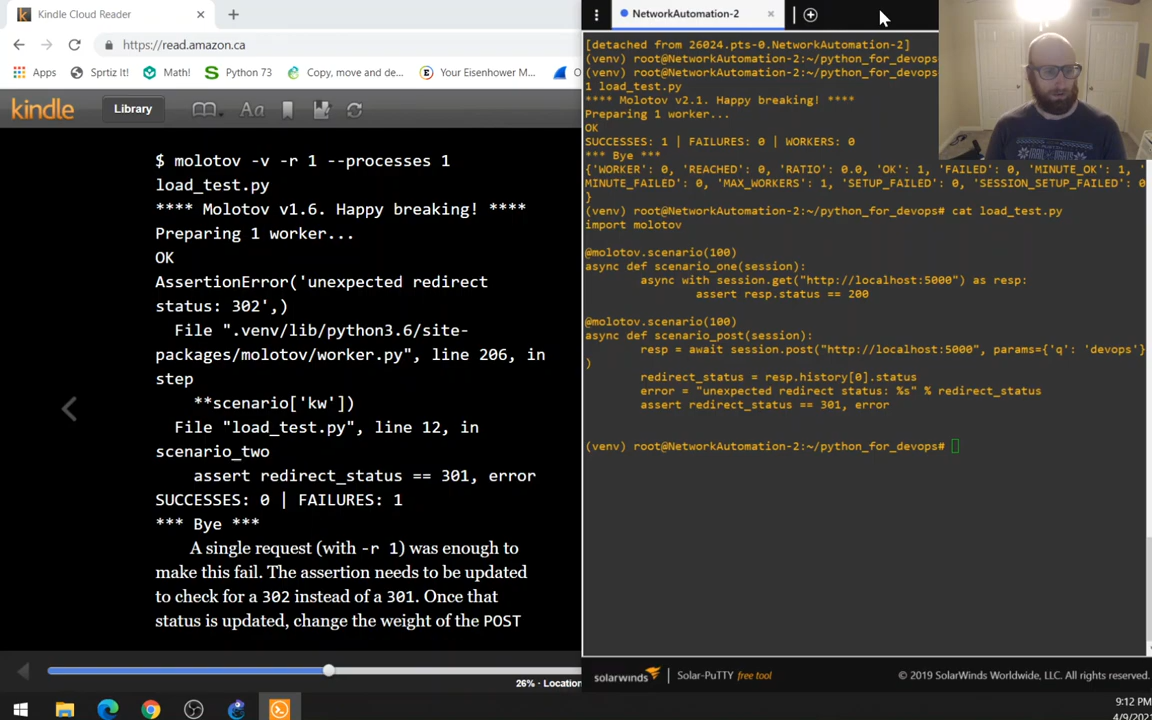 Kindle Cloud Reader
https://read.amazon.ca
Apps
Sprtiz It!
Math!
Python 73
Copy, move and de...
Your Eisenhower M...
kindle
Library
Aa
$ molotov -v -r 1 --processes 1
load_test.py
**** Molotov v1.6. Happy breaking! ****
Preparing 1 worker...
OK
AssertionError('unexpected redirect
status: 302',)
File ".venv/lib/python3.6/site-
packages/molotov/worker.py", line 206, in
step
**scenario['kw'])
File "load_test.py", line 12, in
scenario_two
assert redirect_status == 301, error
SUCCESSES: 0 | FAILURES: 1
*** Bye ***
A single request (with -r 1) was enough to
make this fail. The assertion needs to be updated
to check for a 302 instead of a 301. Once that
status is updated, change the weight of the POST
26% - Location
NetworkAutomation-2
[detached from 26024.pts-0.NetworkAutomation-2]
(venv) root@NetworkAutomation-2:~/python_for_devops
(venv) root@NetworkAutomation-2:~/python_for_devops
1 load_test.py
**** Molotov v2.1. Happy breaking! ****
Preparing 1 worker...
OK
SUCCESSES: 1 | FAILURES: 0 | WORKERS: 0
*** Bye ***
{'WORKER': 0, 'REACHED': 0, 'RATIO': 0.0, 'OK': 1, 'FAILED': 0, 'MINUTE_OK': 1, '
MINUTE_FAILED': 0, 'MAX_WORKERS': 1, 'SETUP_FAILED': 0, 'SESSION_SETUP_FAILED': 0
}
(venv) root@NetworkAutomation-2:~/python_for_devops# cat load_test.py
import molotov
@molotov.scenario(100)
async def scenario_one(session):
async with session.get("http://localhost:5000") as resp:
assert resp.status == 200
@molotov.scenario(100)
async def scenario_post(session):
resp = await session.post("http://localhost:5000", params={'q': 'devops'}
)
redirect_status = resp.history[0].status
error = "unexpected redirect status: %s" % redirect_status
assert redirect_status == 301, error
(venv) root@NetworkAutomation-2:~/python_for_devops#
solarwinds
Solar-PuTTY free tool
© 2019 SolarWinds Worldwide, LLC. All rights reserved.
9:12 PM